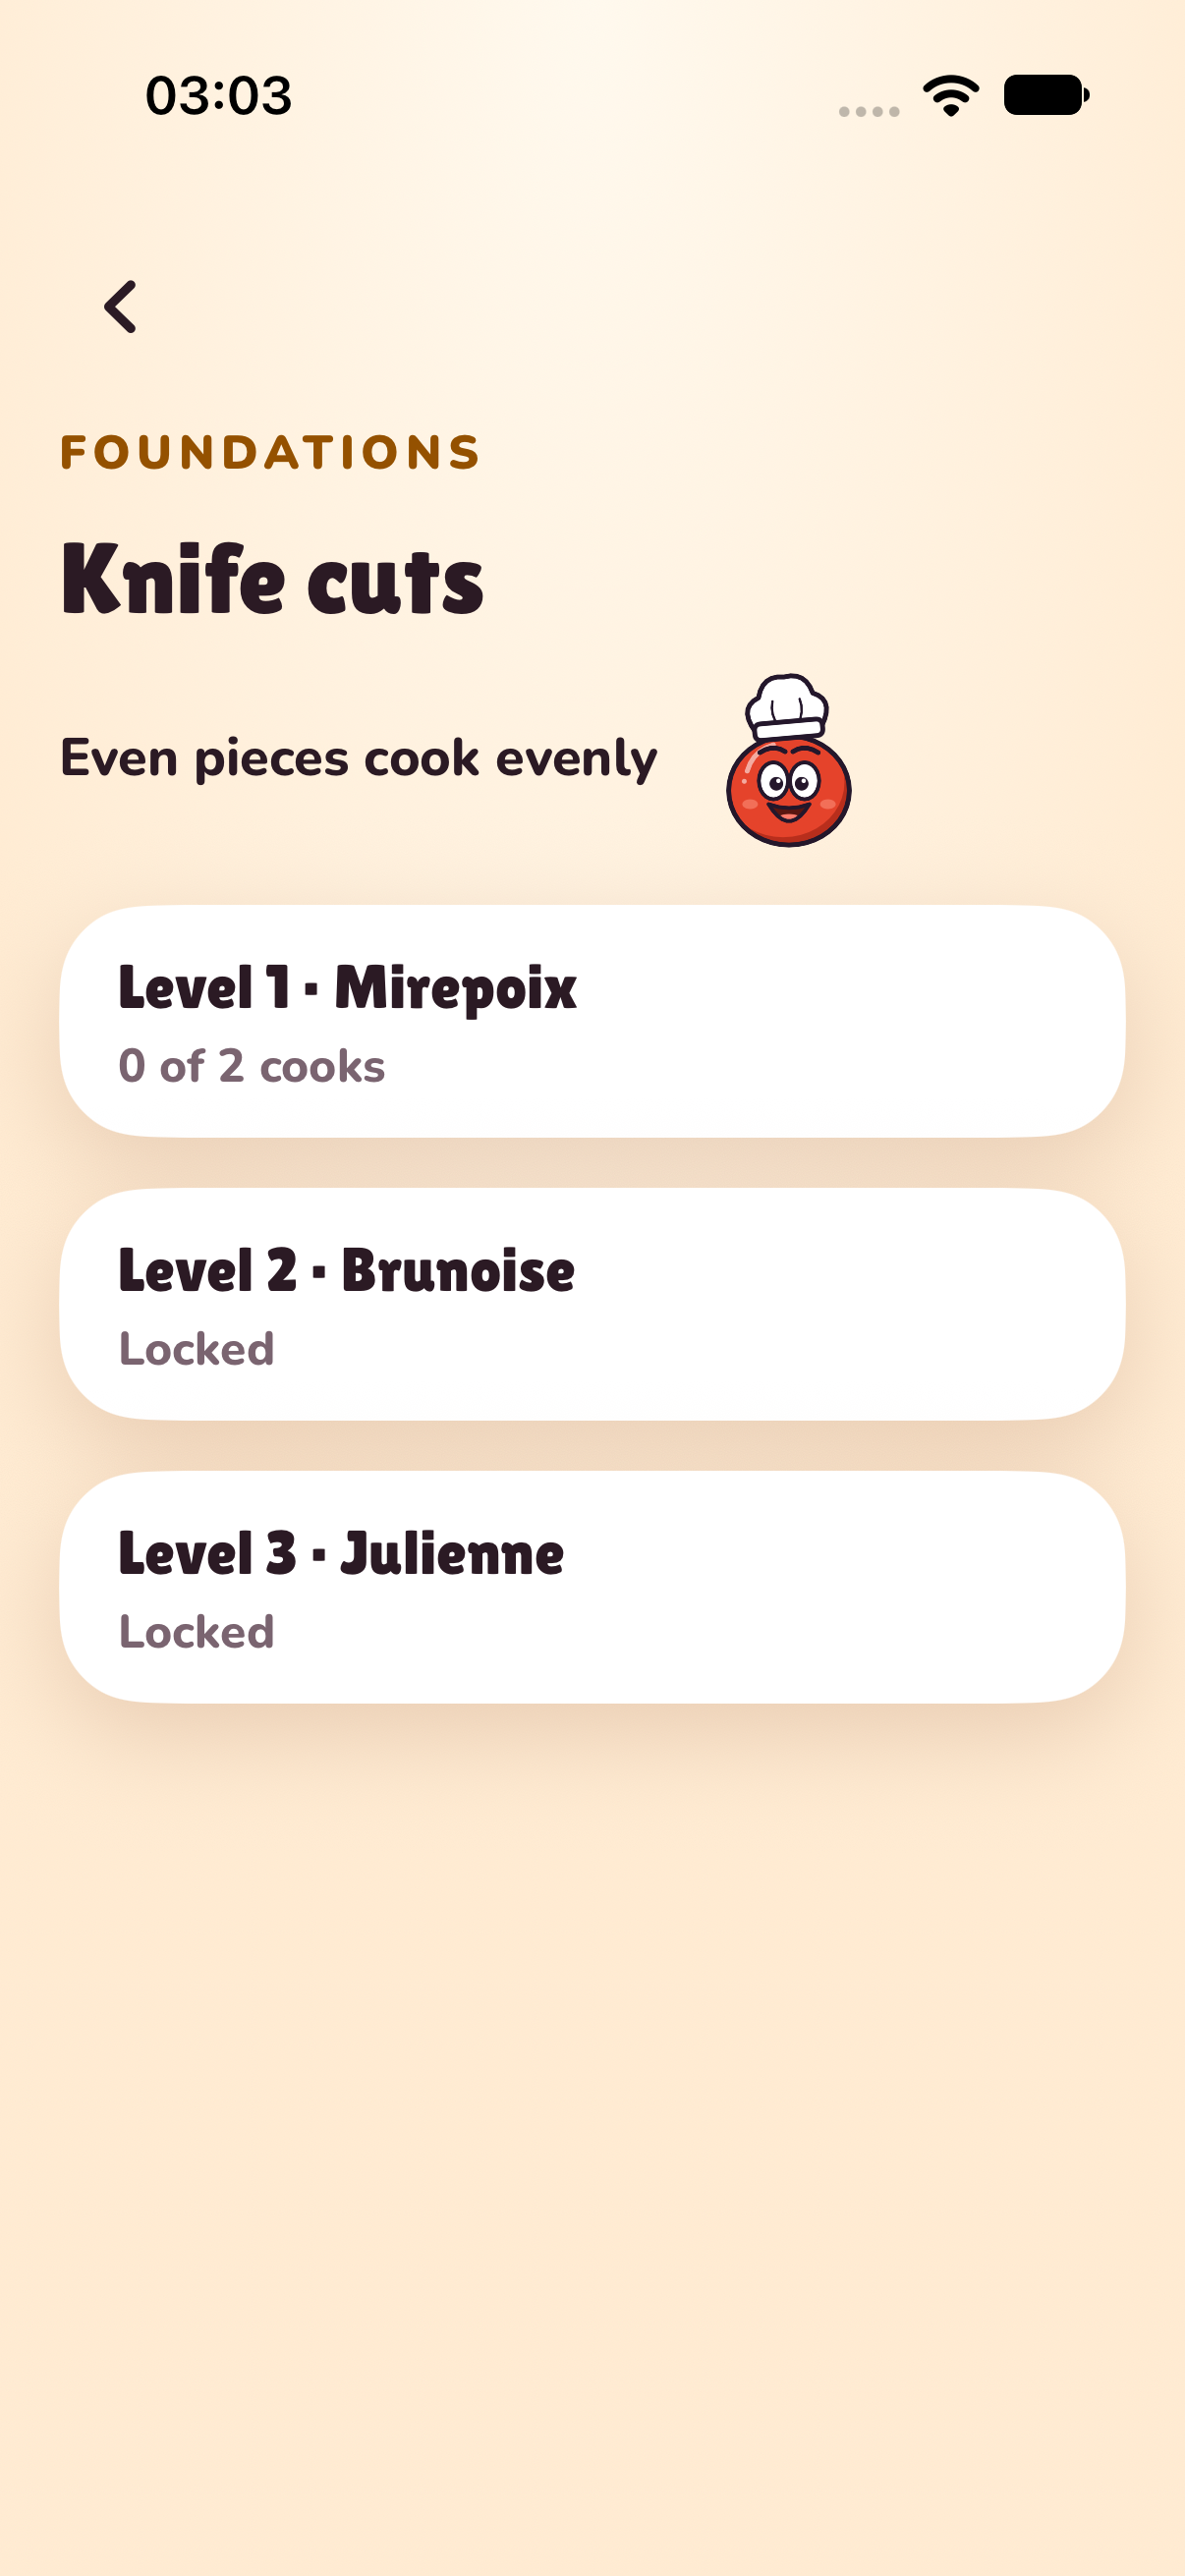 03:03
FOUNDATIONS
Knife cuts
Even pieces cook evenly
Level 1 · Mirepoix
0 of 2 cooks
Level 2 · Brunoise
Locked
Level 3 · Julienne
Locked